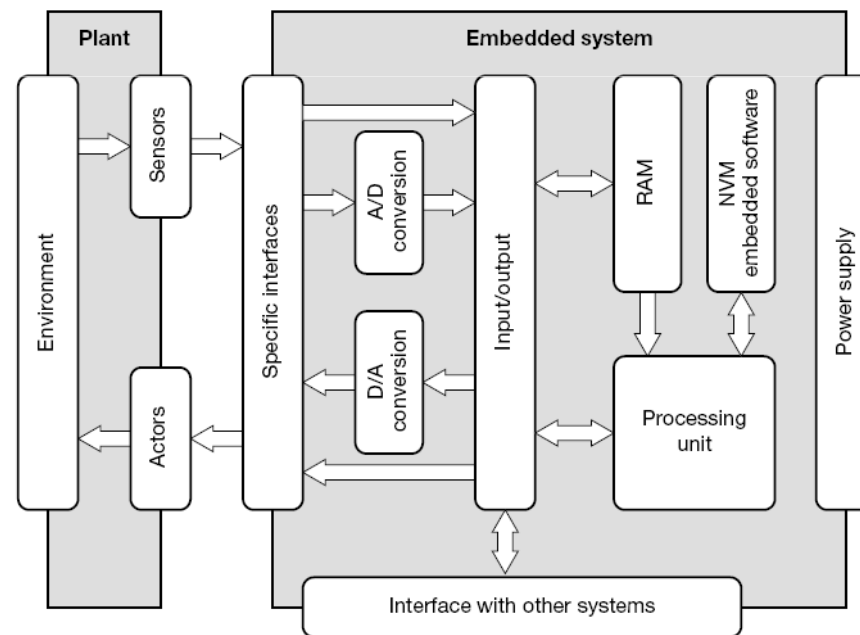 Plant
Embedded system
Environment
Sensors
Actors
Specific interfaces
A/D
conversion
D/A
conversion
Input/output
RAM
NVM
embedded software
Processing
unit
Power supply
Interface with other systems